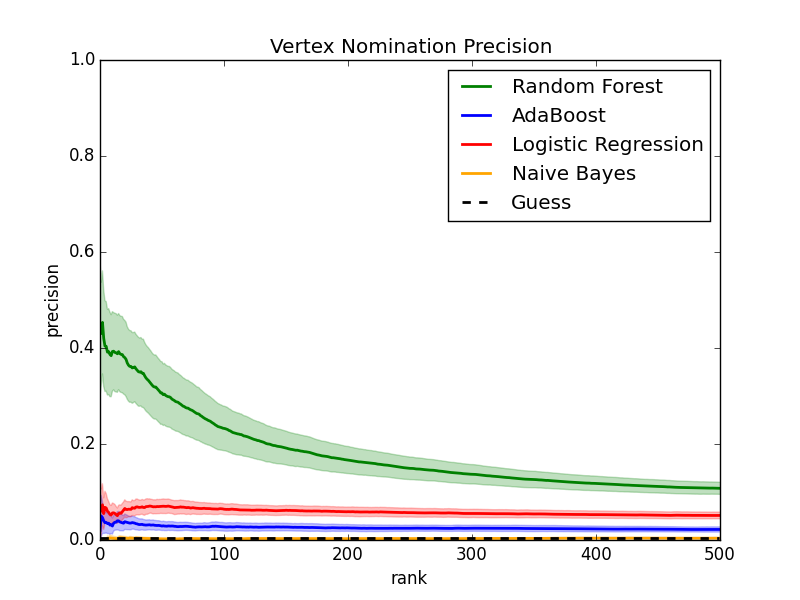 Vertex Nomination Precision
1.0
0.8
0.6
0.4
0.2
0.0
precision
Random Forest
AdaBoost
Logistic Regression
Naive Bayes
Guess
0
100
200
300
400
500
rank